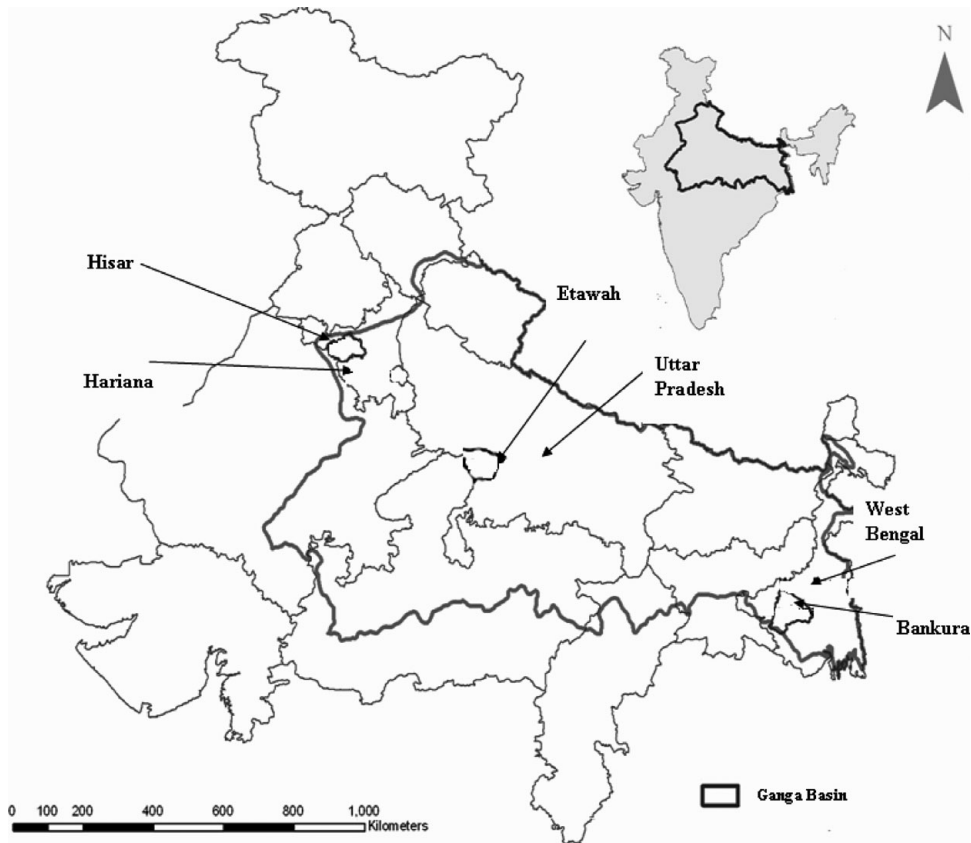 N
Hisar
Etawah
Hariana
Uttar
Pradesh
West
Bengal
Bankura
Ganga Basin
0 100 200 400 600 800 1,000
Kilometers